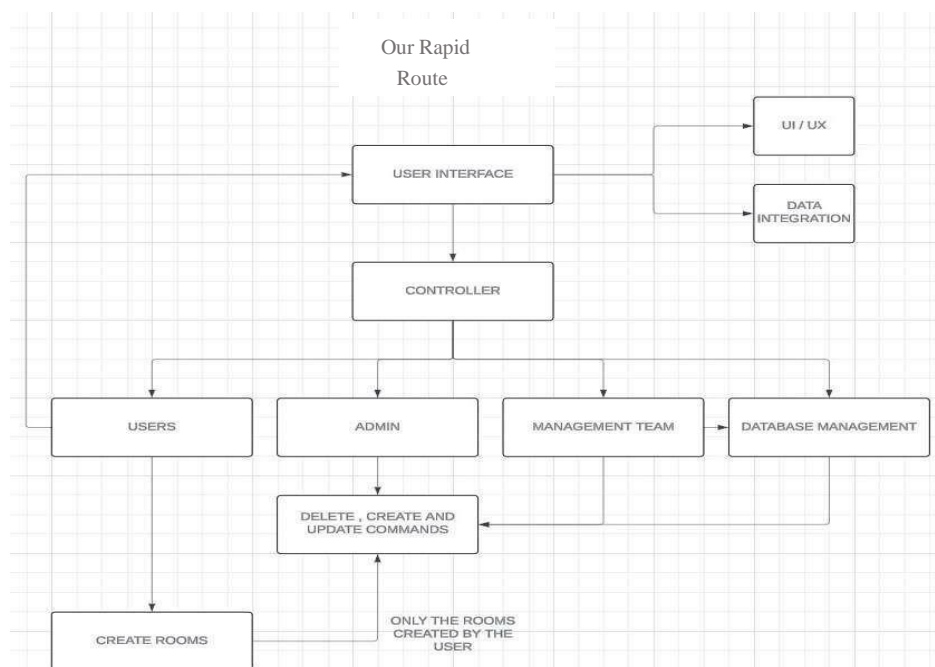 Our Rapid
Route
UI / UX
USER INTERFACE
DATA
INTEGRATION
CONTROLLER
USERS
ADMIN
MANAGEMENT TEAM
DATABASE MANAGEMENT
DELETE , CREATE AND
UPDATE COMMANDS
ONLY THE ROOMS
CREATED BY THE
USER
CREATE ROOMS